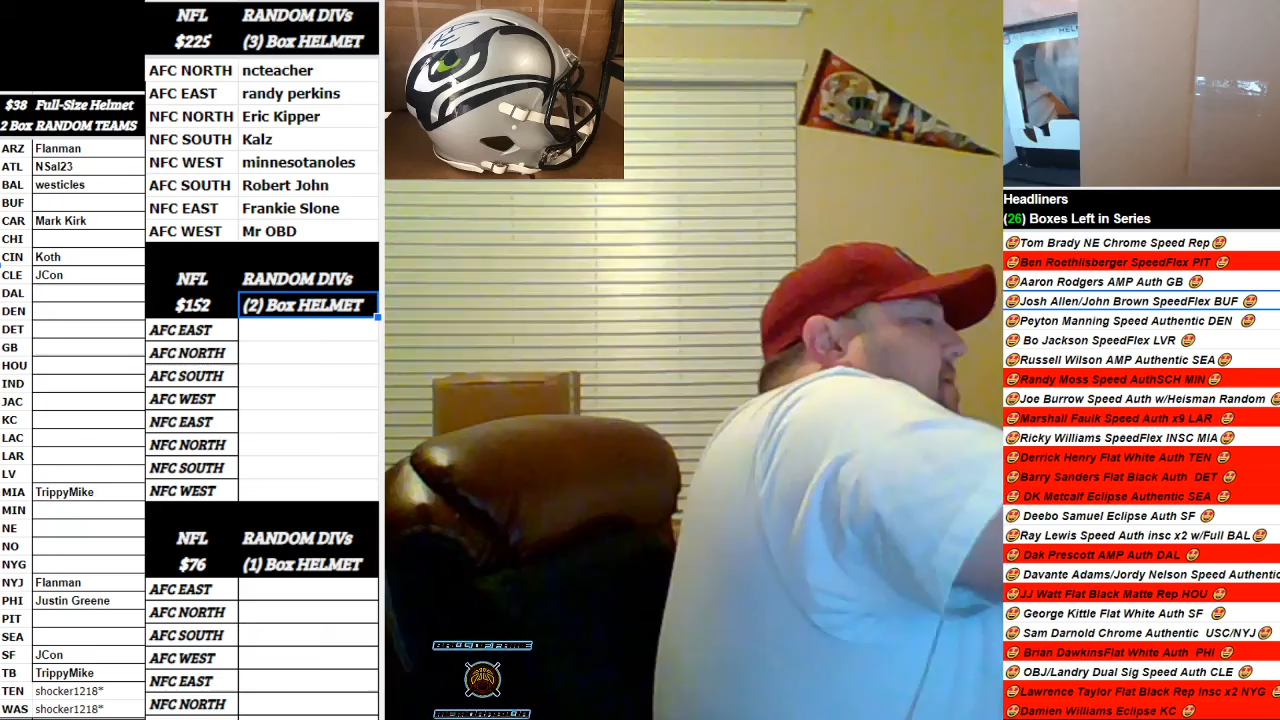 $38 Full-Size Helmet
2 Box RANDOM TEAMS
ARZ Flanman
ATL NSal23
BAL westicles
BUF
CAR Mark Kirk
CHI
CIN Koth
CLE JCon
DAL
DEN
DET
GB
HOU
IND
JAC
KC
LAC
LAR
LV
MIA TrippyMike
MIN
NE
NO
NYG
NYJ Flanman
PHI Justin Greene
PIT
SEA
SF JCon
TB TrippyMike
TEN shocker1218*
WAS shocker1218*
NFL RANDOM DIVs
$225 (3) Box HELMET
AFC NORTH ncteacher
AFC EAST randy perkins
NFC NORTH Eric Kipper
NFC SOUTH Kalz
NFC WEST minnesotanoles
AFC SOUTH Robert John
NFC EAST Frankie Slone
AFC WEST Mr OBD
NFL RANDOM DIVs
$152 (2) Box HELMET
AFC EAST
AFC NORTH
AFC SOUTH
AFC WEST
NFC EAST
NFC NORTH
NFC SOUTH
NFC WEST
NFL RANDOM DIVs
$76 (1) Box HELMET
AFC EAST
AFC NORTH
AFC SOUTH
AFC WEST
NFC EAST
NFC NORTH
BALLS OF FAME
MEMORABILIA
Headliners
(26) Boxes Left in Series
Tom Brady NE Chrome Speed Rep
Ben Roethlisberger SpeedFlex PIT
Aaron Rodgers AMP Auth GB
Josh Allen/John Brown SpeedFlex BUF
Peyton Manning Speed Authentic DEN
Bo Jackson SpeedFlex LVR
Russell Wilson AMP Authentic SEA
Randy Moss Speed AuthSCH MIN
Joe Burrow Speed Auth w/Heisman Random
Marshall Faulk Speed Auth x9 LAR
Ricky Williams SpeedFlex INSC MIA
Derrick Henry Flat White Auth TEN
Barry Sanders Flat Black Auth DET
DK Metcalf Eclipse Authentic SEA
Deebo Samuel Eclipse Auth SF
Ray Lewis Speed Auth insc x2 w/Full BAL
Dak Prescott AMP Auth DAL
Davante Adams/Jordy Nelson Speed Authentic
JJ Watt Flat Black Matte Rep HOU
George Kittle Flat White Auth SF
Sam Darnold Chrome Authentic USC/NYJ
Brian DawkinsFlat White Auth PHI
OBJ/Landry Dual Sig Speed Auth CLE
Lawrence Taylor Flat Black Rep Insc x2 NYG
Damien Williams Eclipse KC